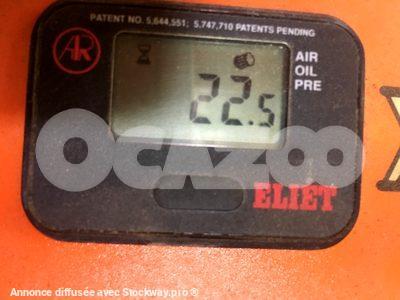 PATENT NO. 5,644,551; 5,747,710 PATENTS PENDING
AR
AIR
OIL
PRE
22.5
OCAZOO
ELIET
Annonce diffusée avec Stockway.pro ®